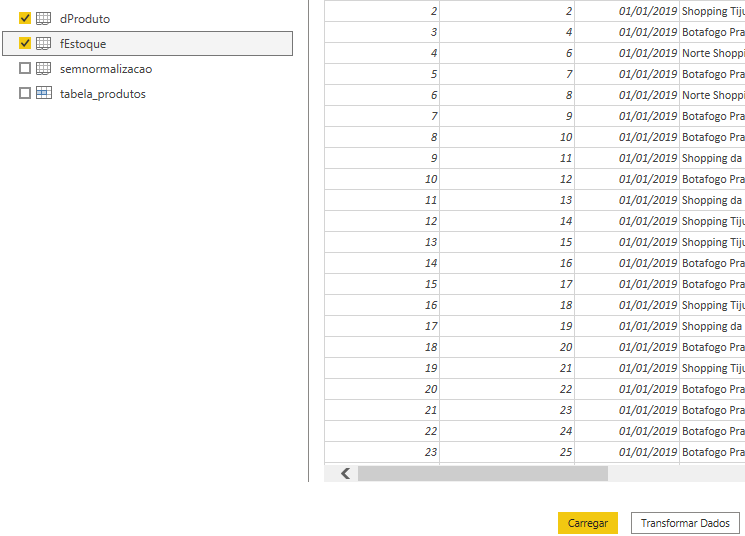 dProduto
fEstoque
semnormalizacao
tabela_produtos
2 2 01/01/2019 Shopping Tiju
3 4 01/01/2019 Botafogo Pra
4 6 01/01/2019 Norte Shoppi
5 7 01/01/2019 Botafogo Pra
6 8 01/01/2019 Norte Shoppi
7 9 01/01/2019 Botafogo Pra
8 10 01/01/2019 Botafogo Pra
9 11 01/01/2019 Shopping da
10 12 01/01/2019 Botafogo Pra
11 13 01/01/2019 Shopping da
12 14 01/01/2019 Shopping Tiju
13 15 01/01/2019 Shopping Tiju
14 16 01/01/2019 Botafogo Pra
15 17 01/01/2019 Botafogo Pra
16 18 01/01/2019 Shopping Tiju
17 19 01/01/2019 Shopping da
18 20 01/01/2019 Botafogo Pra
19 21 01/01/2019 Shopping Tiju
20 22 01/01/2019 Botafogo Pra
21 23 01/01/2019 Botafogo Pra
22 24 01/01/2019 Botafogo Pra
23 25 01/01/2019 Botafogo Pra
Carregar
Transformar Dados